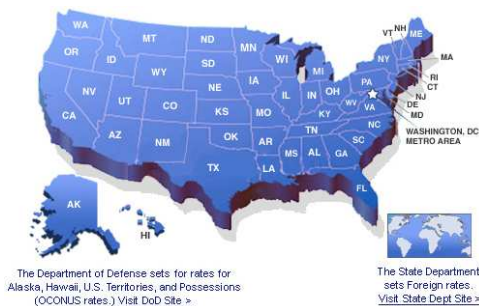 WA
MT
ND
MN
VT
NH
ME
OR
ID
SD
WI
MI
NY
MA
WY
IA
PA
RI
CT
NV
NE
IL
IN
OH
NJ
UT
CO
WV
DE
CA
KS
MO
KY
VA
MD
WASHINGTON, DC
METRO AREA
AZ
NM
OK
AR
TN
NC
SC
MS
AL
GA
TX
LA
FL
AK
HI
The Department of Defense sets for rates for
Alaska, Hawaii, U.S. Territories, and Possessions
(OCONUS rates.) Visit DoD Site »
The State Department
sets Foreign rates.
Visit State Dept Site »